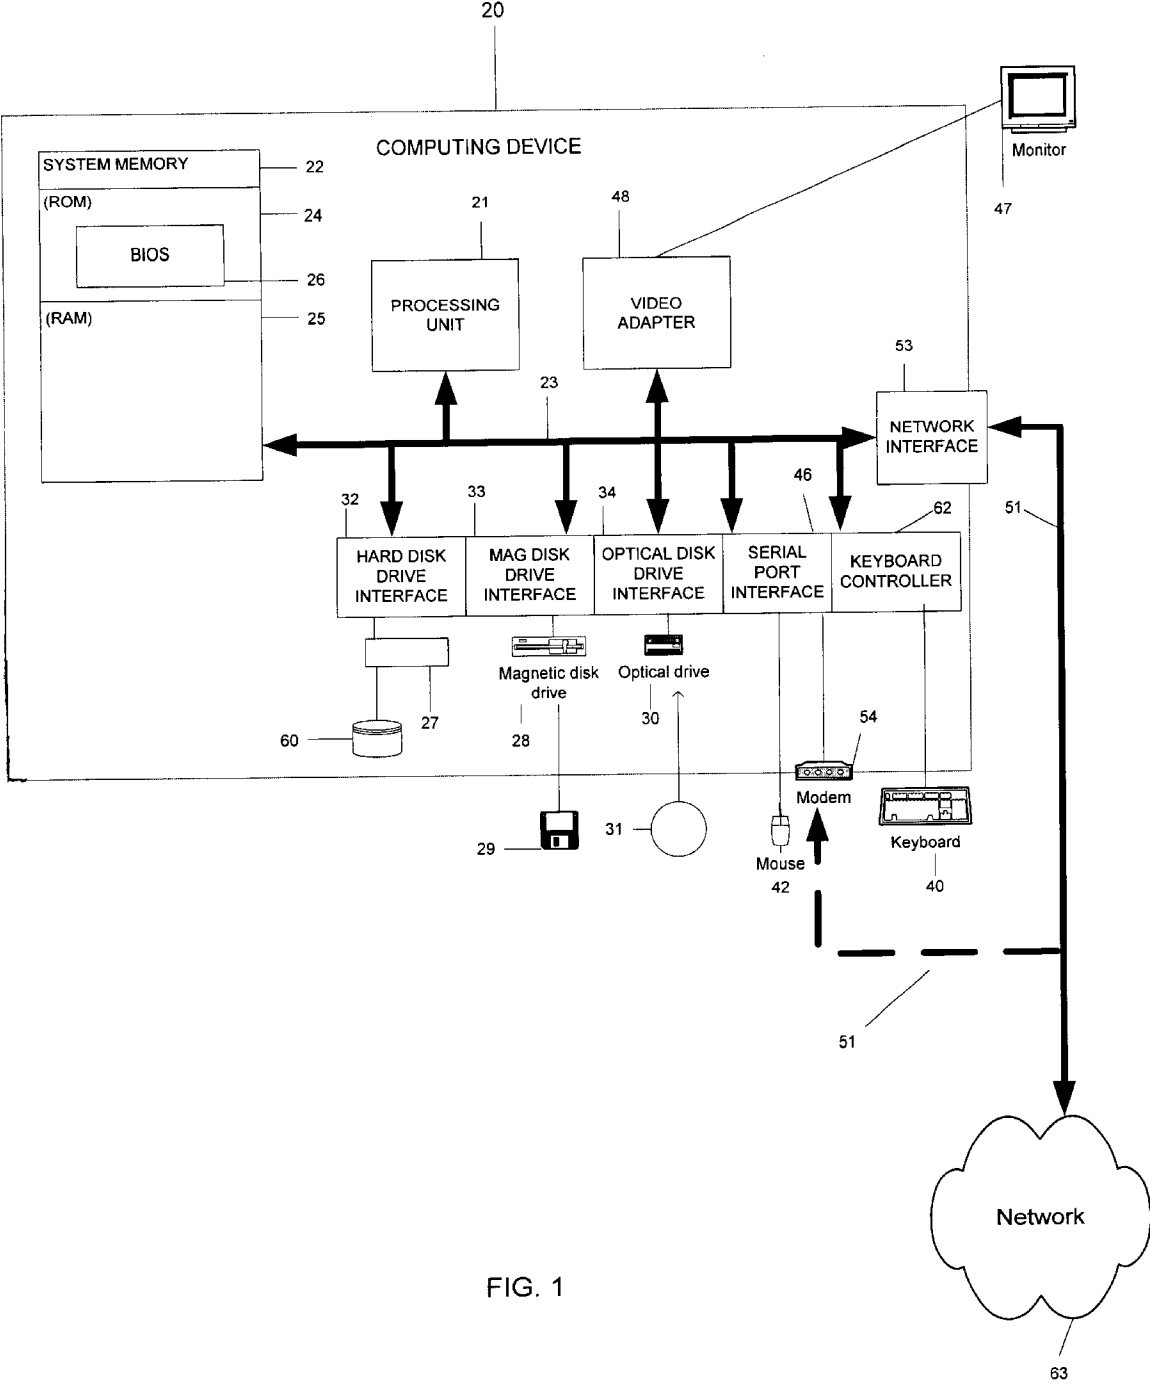 20
COMPUTING DEVICE
Monitor
47
SYSTEM MEMORY
22
(ROM)
24
BIOS
26
(RAM)
25
21
PROCESSING
UNIT
48
VIDEO
ADAPTER
53
NETWORK
INTERFACE
23
51
32
HARD DISK
DRIVE
INTERFACE
33
MAG DISK
DRIVE
INTERFACE
34
OPTICAL DISK
DRIVE
INTERFACE
46
SERIAL
PORT
INTERFACE
62
KEYBOARD
CONTROLLER
27
60
Magnetic disk
drive
28
Optical drive
30
54
Modem
29
31
Mouse
42
Keyboard
40
51
Network
63
FIG. 1